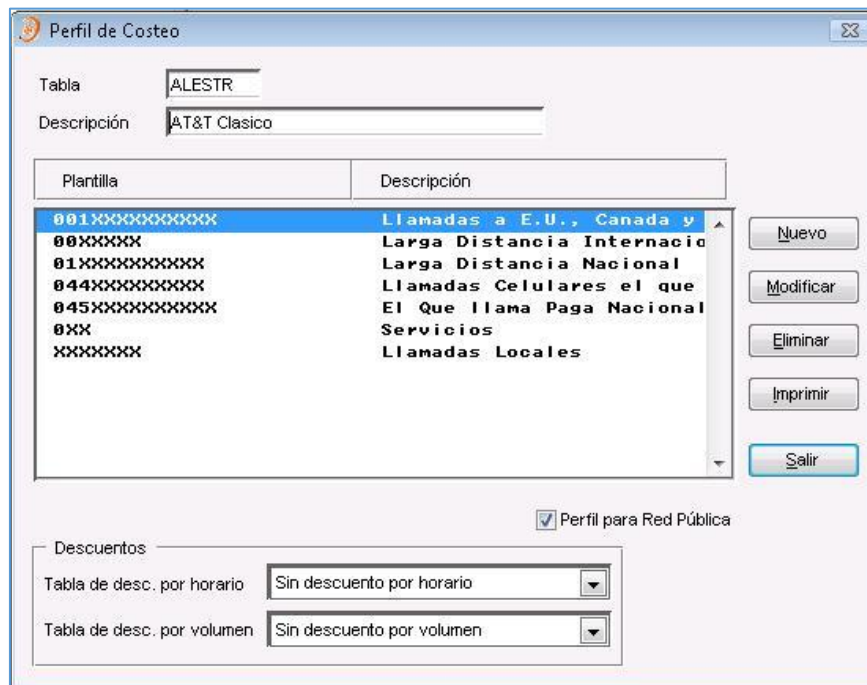 Perfil de Costeo
Tabla ALESTR
Descripción AT&T Clasico
Plantilla Descripción
001XXXXXXXXXX Llamadas a E.U., Canada y
00XXXXX Larga Distancia Internacio
01XXXXXXXXXX Larga Distancia Nacional
044XXXXXXXXXX Llamadas Celulares el que
045XXXXXXXXXX El Que llama Paga Nacional
0XX Servicios
XXXXXXX Llamadas Locales
Nuevo
Modificar
Eliminar
Imprimir
Salir
Perfil para Red Pública
Descuentos
Tabla de desc. por horario Sin descuento por horario
Tabla de desc. por volumen Sin descuento por volumen